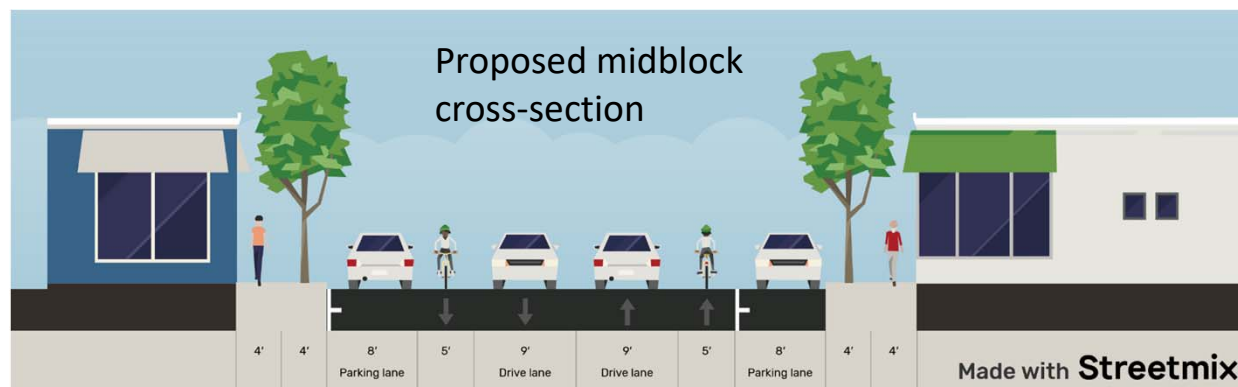 Proposed midblock
cross-section
4' 4' 8' 5' 9' 9' 5' 8' 4' 4'
Parking lane Drive lane Drive lane Parking lane
Made with Streetmix